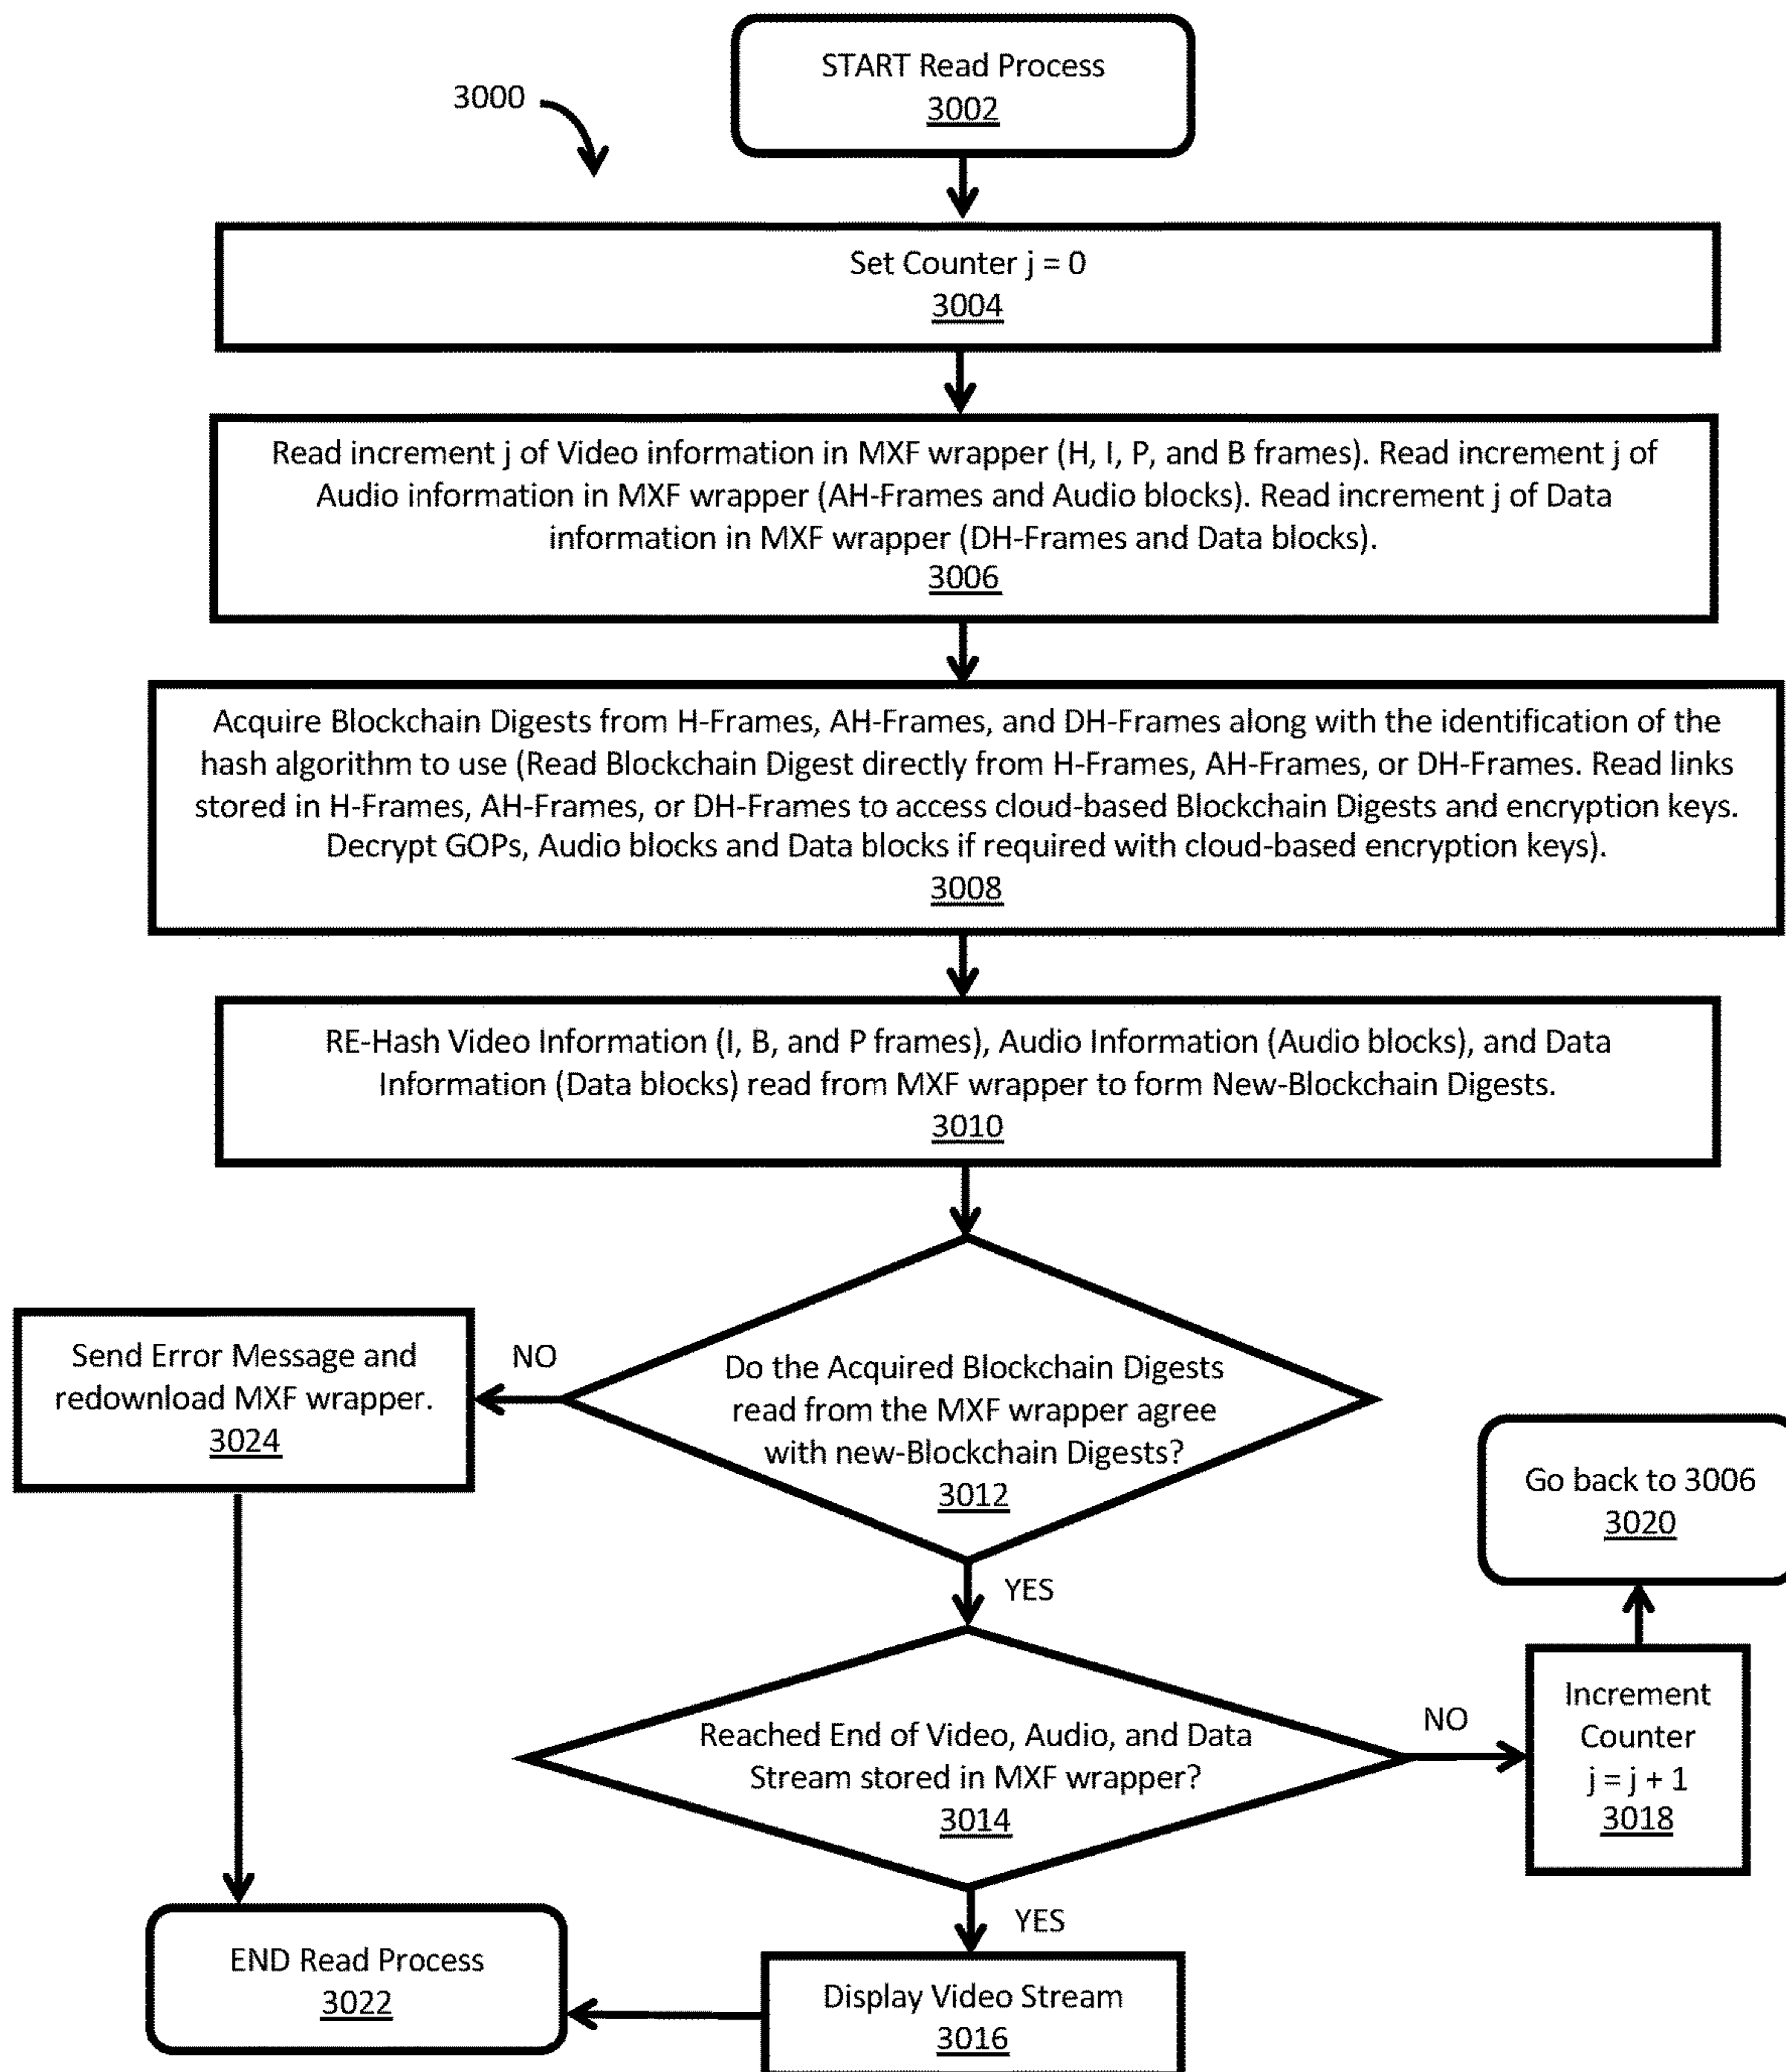 START Read Process
3002
3000
Set Counter j = 0
3004
Read increment j of Video information in MXF wrapper (H, I, P, and B frames). Read increment j of
Audio information in MXF wrapper (AH-Frames and Audio blocks). Read increment j of Data
information in MXF wrapper (DH-Frames and Data blocks).
3006
Acquire Blockchain Digests from H-Frames, AH-Frames, and DH-Frames along with the identification of the
hash algorithm to use (Read Blockchain Digest directly from H-Frames, AH-Frames, or DH-Frames. Read links
stored in H-Frames, AH-Frames, or DH-Frames to access cloud-based Blockchain Digests and encryption keys.
Decrypt GOPs, Audio blocks and Data blocks if required with cloud-based encryption keys).
3008
RE-Hash Video Information (I, B, and P frames), Audio Information (Audio blocks), and Data
Information (Data blocks) read from MXF wrapper to form New-Blockchain Digests.
3010
Send Error Message and
redownload MXF wrapper.
3024
NO
Do the Acquired Blockchain Digests
read from the MXF wrapper agree
with new-Blockchain Digests?
3012
Go back to 3006
3020
YES
Reached End of Video, Audio, and Data
Stream stored in MXF wrapper?
3014
NO
Increment
Counter
j = j + 1
3018
YES
END Read Process
3022
Display Video Stream
3016